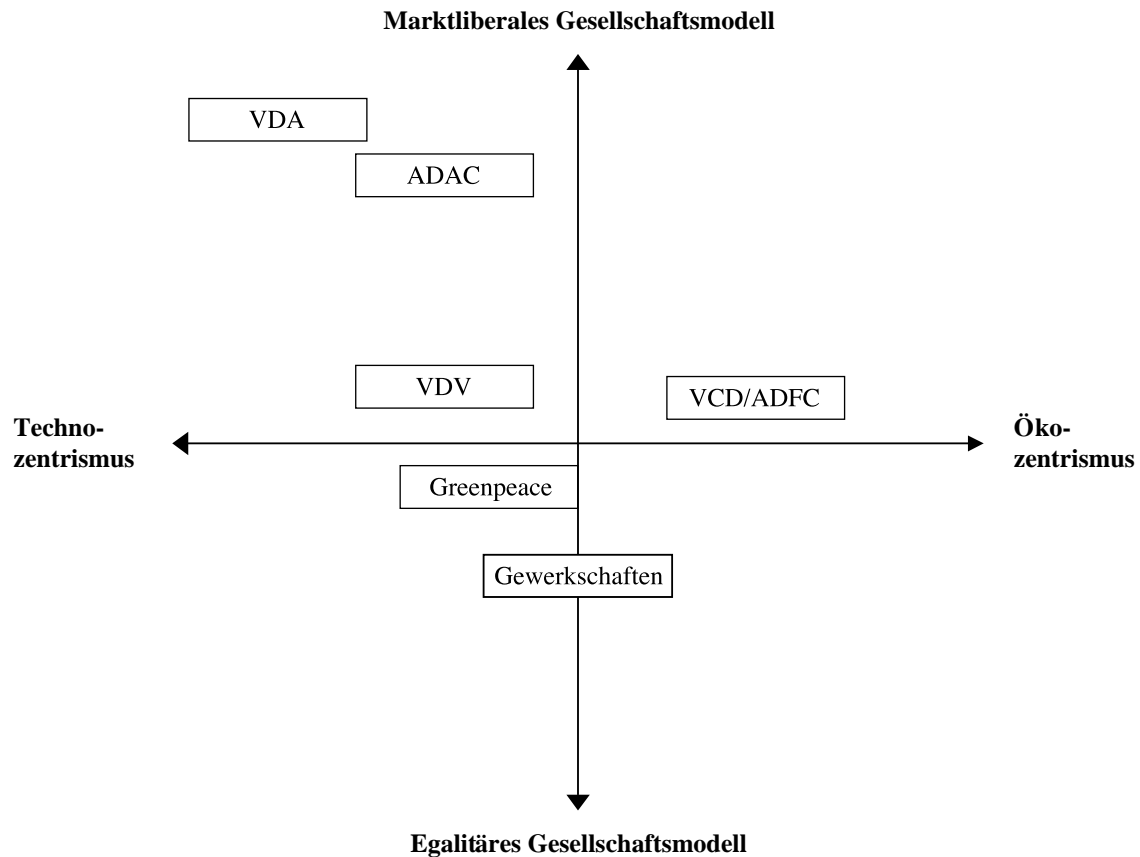 Marktliberales Gesellschaftsmodell
VDA
ADAC
VDV
VCD/ADFC
Techno-
zentrismus
Öko-
zentrismus
Greenpeace
Gewerkschaften
Egalitäres Gesellschaftsmodell